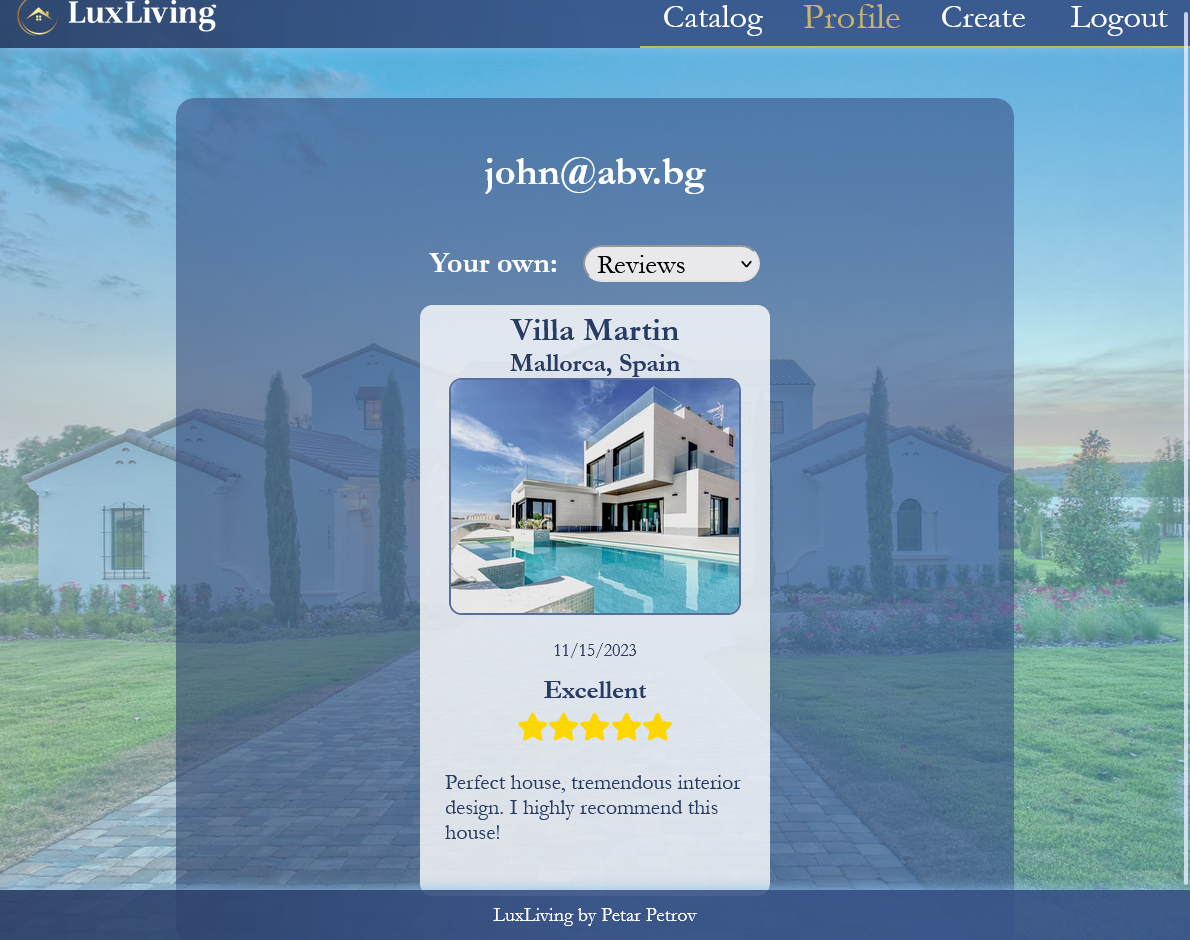 LuxLiving
Catalog Profile Create Logout
john@abv.bg
Your own: Reviews
Villa Martin
Mallorca, Spain
11/15/2023
Excellent
Perfect house, tremendous interior
design. I highly recommend this
house!
LuxLiving by Petar Petrov